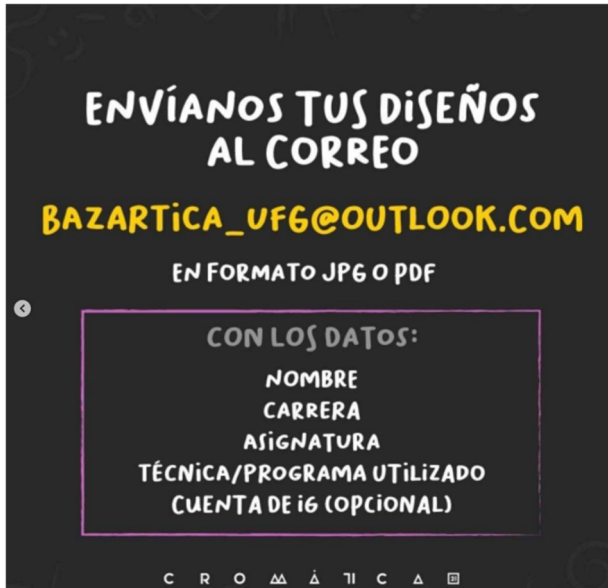 ENVÍANOS TUS DISEÑOS
AL CORREO
BAZARTICA_UFG@OUTLOOK.COM
EN FORMATO JPG O PDF
CON LOS DATOS:
NOMBRE
CARRERA
ASIGNATURA
TÉCNICA/PROGRAMA UTILIZADO
CUENTA DE IG (OPCIONAL)
CROMÁTICA